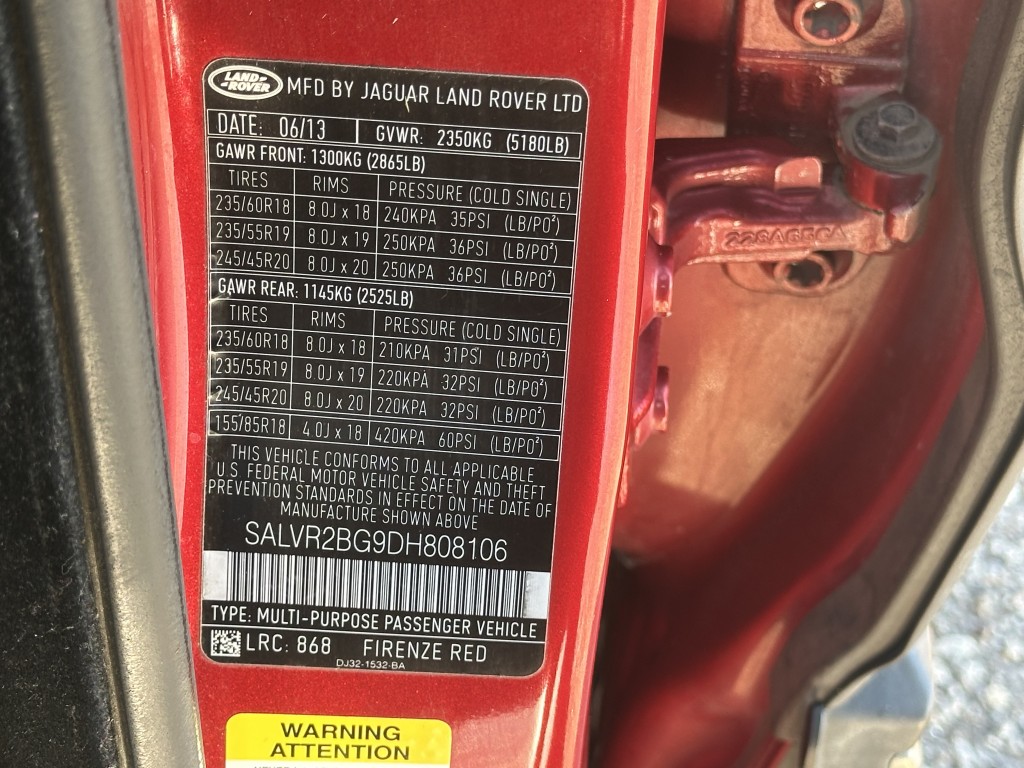 LAND ROVER MFD BY JAGUAR LAND ROVER LTD
DATE: 06/13 GVWR: 2350KG (5180LB)
GAWR FRONT: 1300KG (2865LB)
TIRES RIMS PRESSURE (COLD SINGLE)
235/60R18 8.0J x 18 240KPA 35PSI (LB/PO²)
235/55R19 8.0J x 19 250KPA 36PSI (LB/PO²)
245/45R20 8.0J x 20 250KPA 36PSI (LB/PO²)
GAWR REAR: 1145KG (2525LB)
TIRES RIMS PRESSURE (COLD SINGLE)
235/60R18 8.0J x 18 210KPA 31PSI (LB/PO²)
235/55R19 8.0J x 19 220KPA 32PSI (LB/PO²)
245/45R20 8.0J x 20 220KPA 32PSI (LB/PO²)
155/85R18 4.0J x 18 420KPA 60PSI (LB/PO²)
THIS VEHICLE CONFORMS TO ALL APPLICABLE
U.S. FEDERAL MOTOR VEHICLE SAFETY AND THEFT
PREVENTION STANDARDS IN EFFECT ON THE DATE OF
MANUFACTURE SHOWN ABOVE
SALVR2BG9DH808106
TYPE: MULTI-PURPOSE PASSENGER VEHICLE
LRC: 868 FIRENZE RED
DJ32-1532-BA
WARNING
ATTENTION